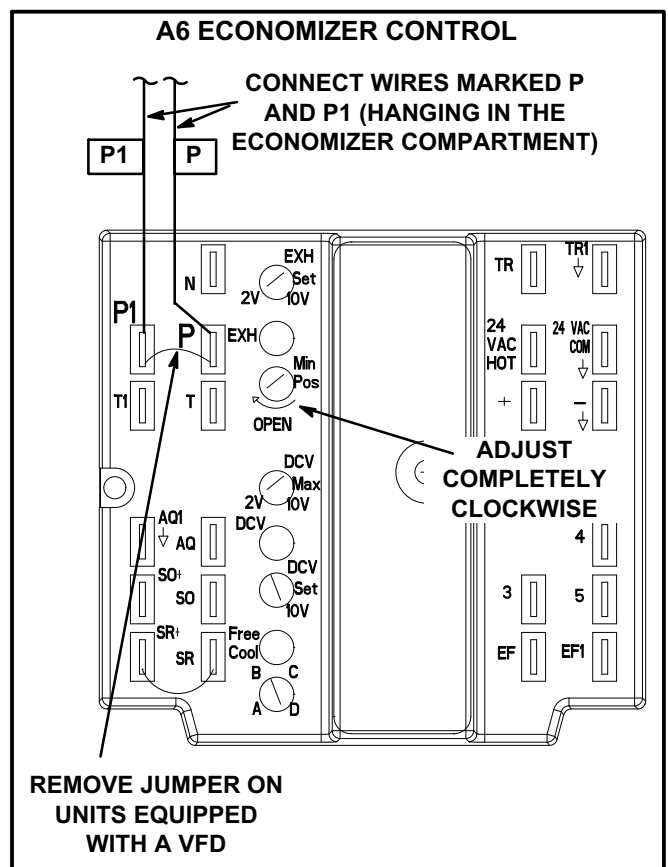 A6 ECONOMIZER CONTROL
CONNECT WIRES MARKED P
AND P1 (HANGING IN THE
ECONOMIZER COMPARTMENT)
P1
P
N
EXH
Set
2V
10V
P1
P
EXH
Min
Pos
OPEN
T1
T
TR
TR1
24
VAC
HOT
24 VAC
COM
+
-
ADJUST
COMPLETELY
CLOCKWISE
DCV
Max
2V
10V
DCV
AQ1
AQ
SO+
SO
DCV
Set
10V
SR+
SR
Free
Cool
B
C
A
D
4
3
5
EF
EF1
REMOVE JUMPER ON
UNITS EQUIPPED
WITH A VFD